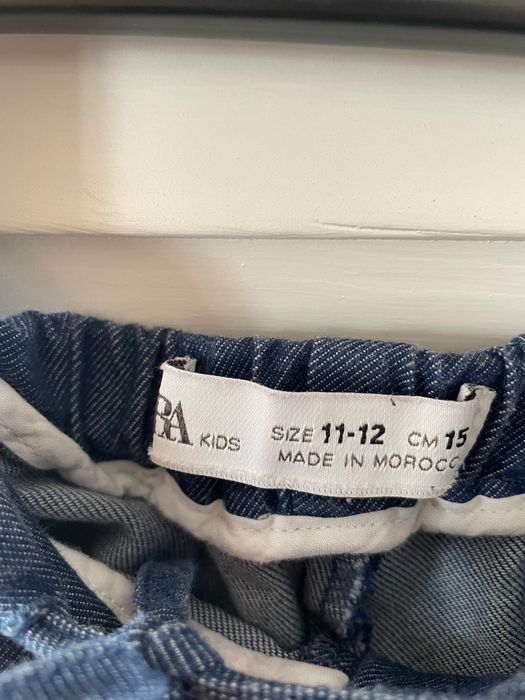 RA KIDS SIZE 11-12 CM 15
MADE IN MOROCC